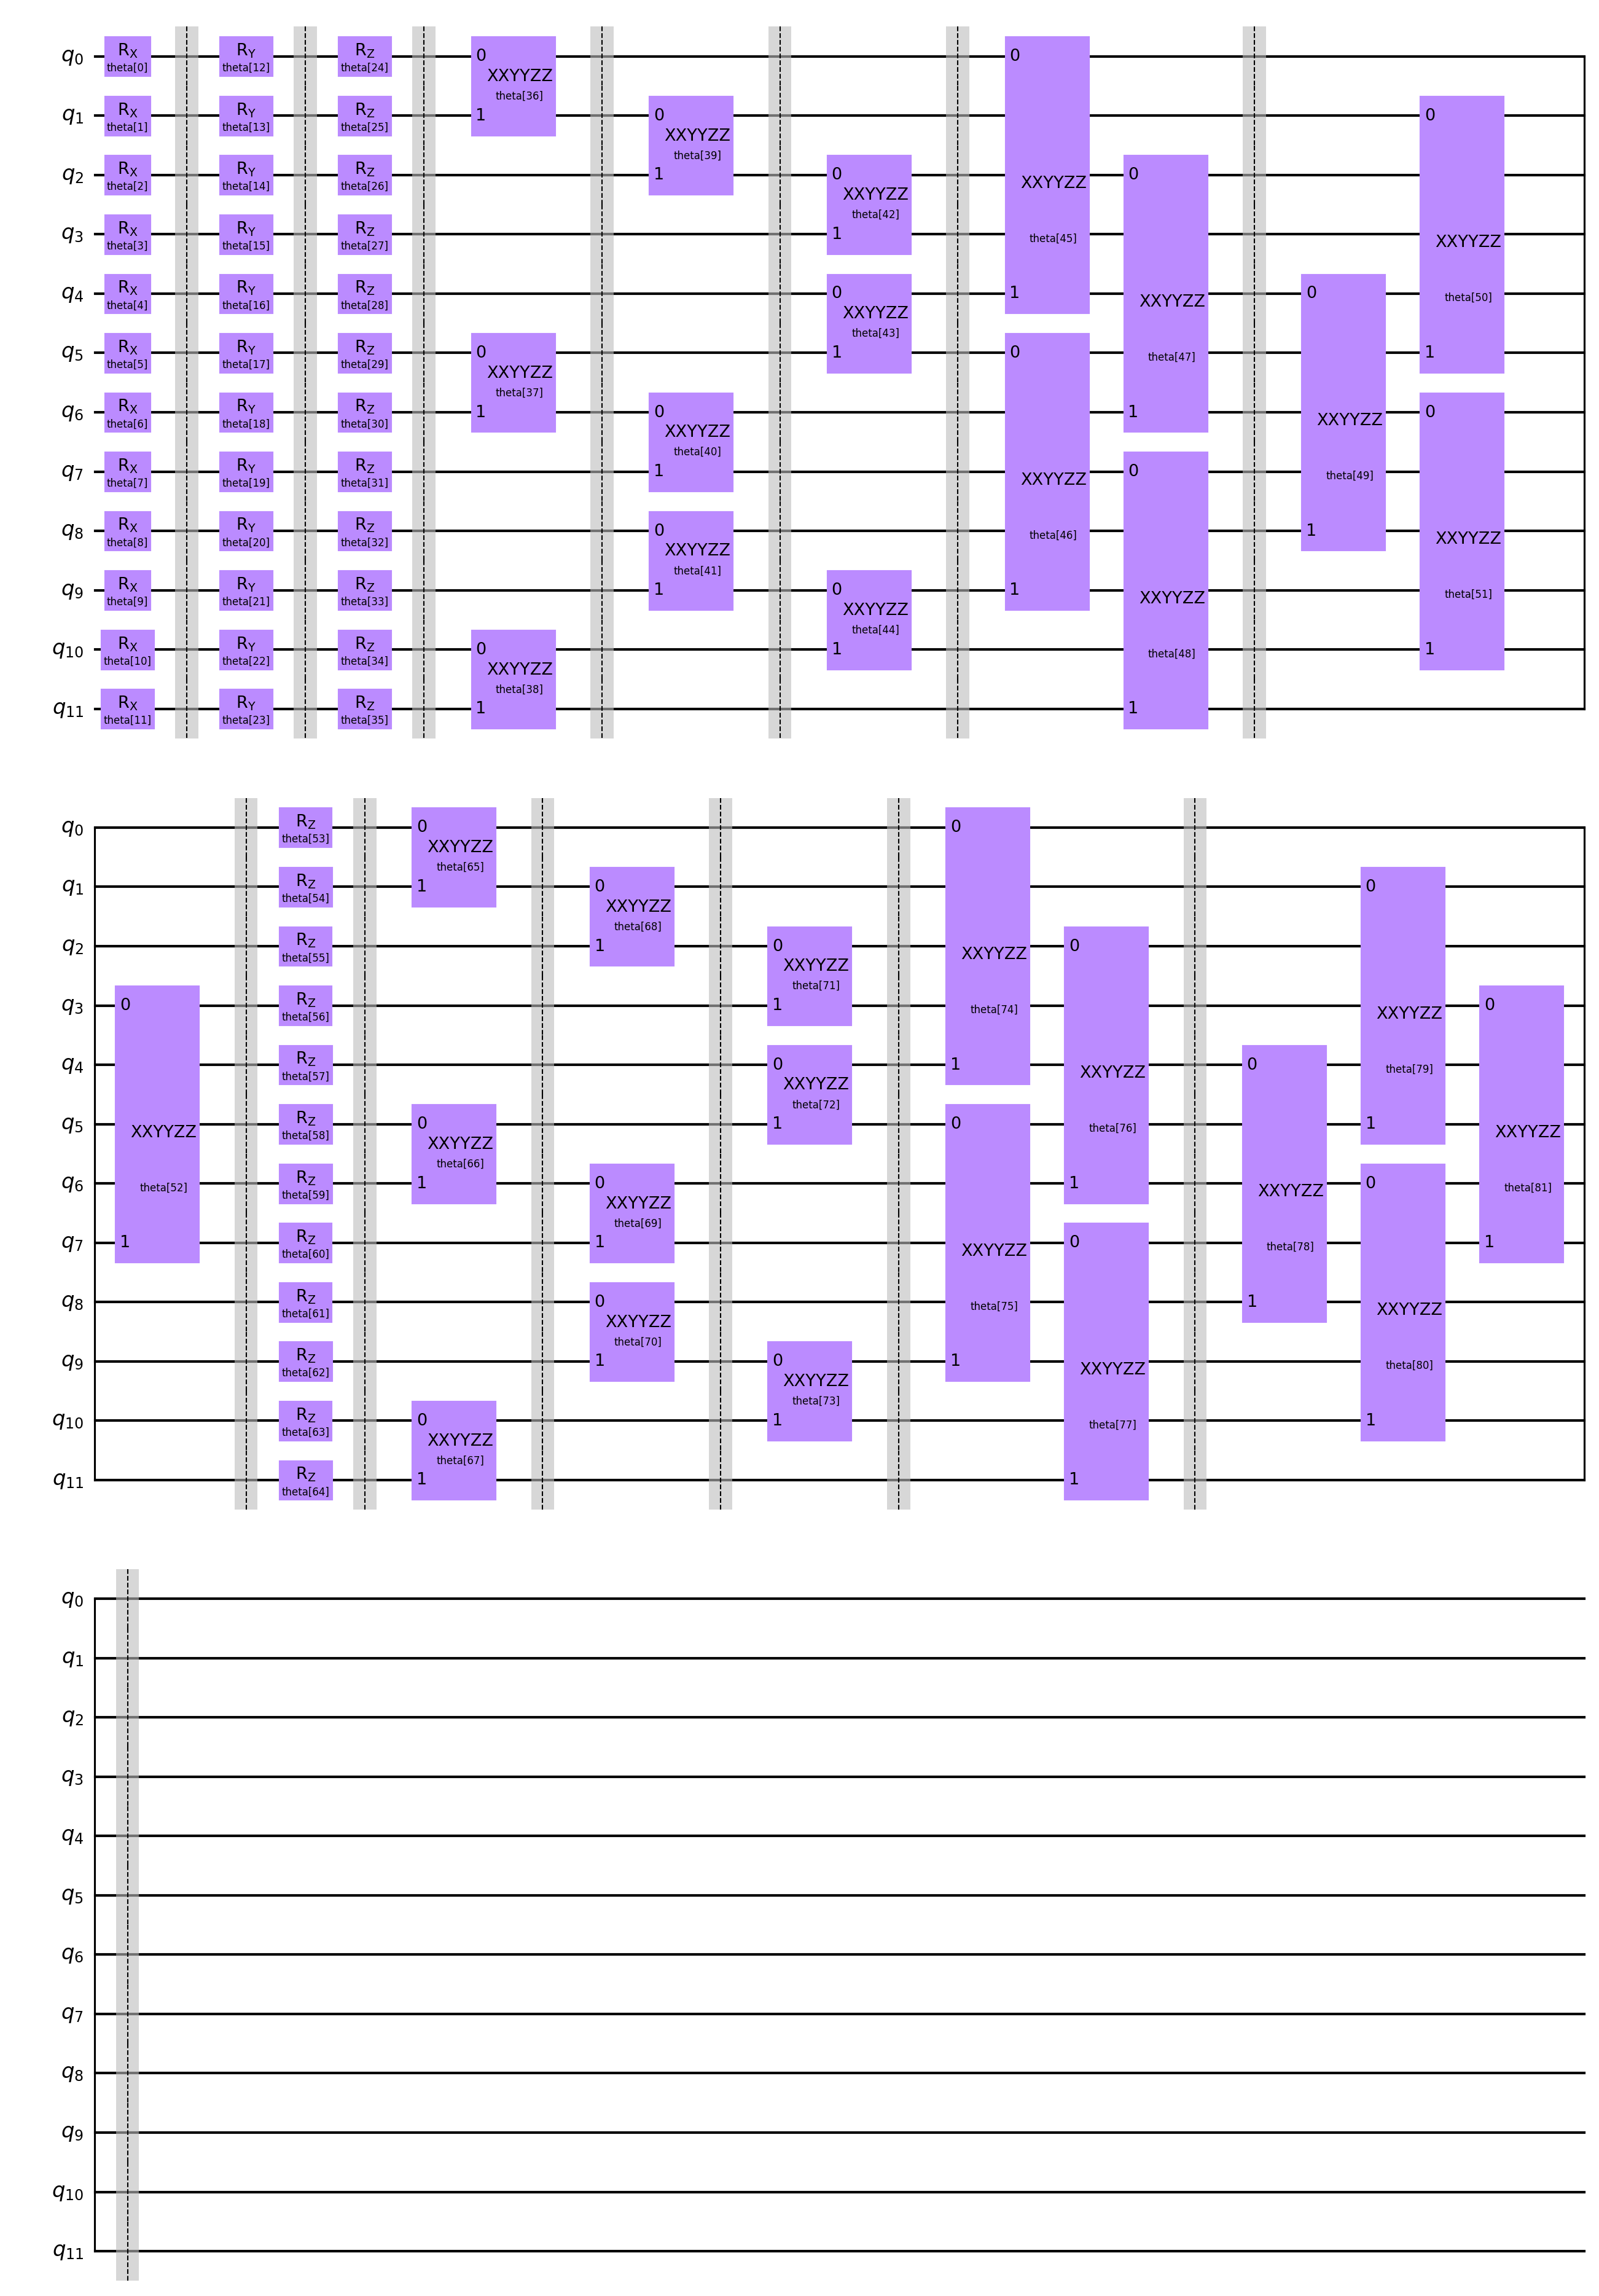 q0 RX theta[0] RY theta[12] RZ theta[24] 0 XXYYZZ theta[36] 0 XXYYZZ theta[45]
q1 RX theta[1] RY theta[13] RZ theta[25] 1 0 XXYYZZ theta[39] 0 XXYYZZ theta[50]
q2 RX theta[2] RY theta[14] RZ theta[26] 1 0 XXYYZZ theta[42] 0 XXYYZZ theta[47]
q3 RX theta[3] RY theta[15] RZ theta[27] 1
q4 RX theta[4] RY theta[16] RZ theta[28] 0 XXYYZZ theta[43] 1 0 XXYYZZ theta[49]
q5 RX theta[5] RY theta[17] RZ theta[29] 0 XXYYZZ theta[37] 1 0 XXYYZZ theta[46] 1
q6 RX theta[6] RY theta[18] RZ theta[30] 1 0 XXYYZZ theta[40] 1 0 XXYYZZ theta[51]
q7 RX theta[7] RY theta[19] RZ theta[31] 1 0 XXYYZZ theta[48]
q8 RX theta[8] RY theta[20] RZ theta[32] 0 XXYYZZ theta[41] 1
q9 RX theta[9] RY theta[21] RZ theta[33] 1 0 XXYYZZ theta[44] 1
q10 RX theta[10] RY theta[22] RZ theta[34] 0 XXYYZZ theta[38] 1 1
q11 RX theta[11] RY theta[23] RZ theta[35] 1 1
q0 RZ theta[53] 0 XXYYZZ theta[65] 0 XXYYZZ theta[74]
q1 RZ theta[54] 1 0 XXYYZZ theta[68] 0 XXYYZZ theta[79]
q2 RZ theta[55] 1 0 XXYYZZ theta[71] 0 XXYYZZ theta[76]
q3 0 XXYYZZ theta[52] RZ theta[56] 1 0 XXYYZZ theta[81]
q4 RZ theta[57] 0 XXYYZZ theta[72] 1 0 XXYYZZ theta[78]
q5 RZ theta[58] 0 XXYYZZ theta[66] 1 0 XXYYZZ theta[75] 1
q6 RZ theta[59] 1 0 XXYYZZ theta[69] 1 0 XXYYZZ theta[80]
q7 1 RZ theta[60] 1 0 XXYYZZ theta[77] 1
q8 RZ theta[61] 0 XXYYZZ theta[70] 1
q9 RZ theta[62] 1 0 XXYYZZ theta[73] 1
q10 RZ theta[63] 0 XXYYZZ theta[67] 1 1
q11 RZ theta[64] 1 1
q0
q1
q2
q3
q4
q5
q6
q7
q8
q9
q10
q11